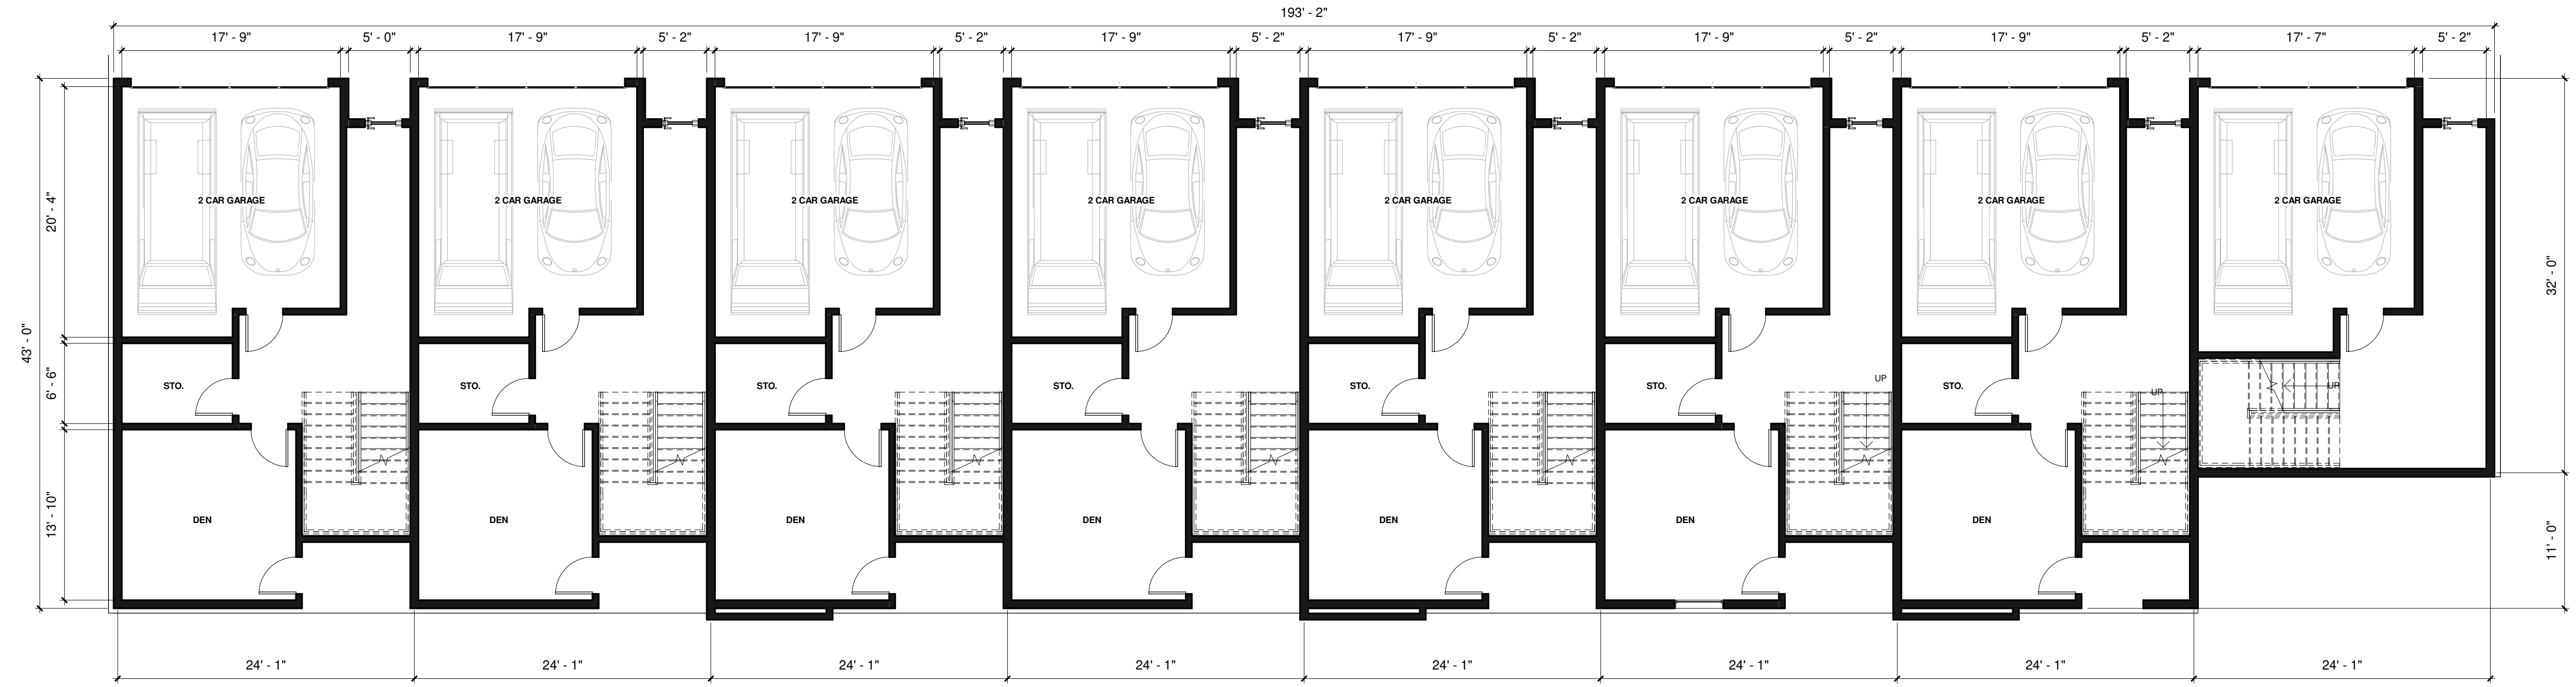 193' - 2"
17' - 9"
5' - 0"
17' - 9"
5' - 2"
17' - 9"
5' - 2"
17' - 9"
5' - 2"
17' - 9"
5' - 2"
17' - 9"
5' - 2"
17' - 9"
5' - 2"
17' - 7"
5' - 2"
2 CAR GARAGE
2 CAR GARAGE
2 CAR GARAGE
2 CAR GARAGE
2 CAR GARAGE
2 CAR GARAGE
2 CAR GARAGE
2 CAR GARAGE
20' - 4"
43' - 0"
6' - 6"
13' - 10"
32' - 0"
11' - 0"
STO.
STO.
STO.
STO.
STO.
STO.
STO.
UP
UP
UP
DEN
DEN
DEN
DEN
DEN
DEN
DEN
24' - 1"
24' - 1"
24' - 1"
24' - 1"
24' - 1"
24' - 1"
24' - 1"
24' - 1"